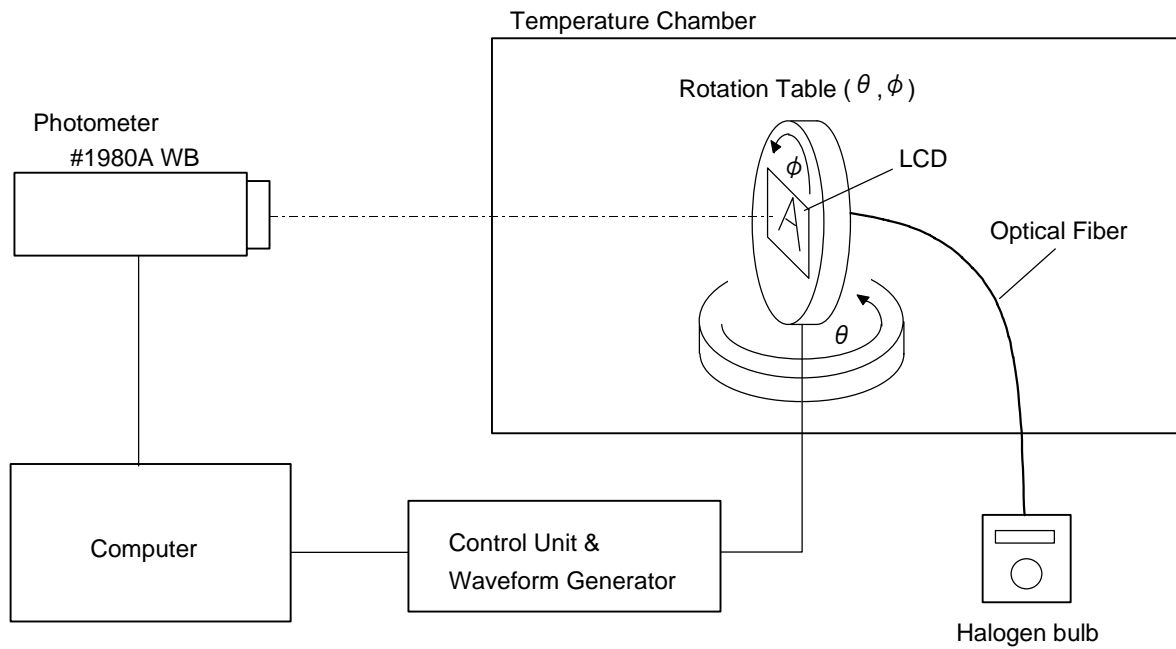 Temperature Chamber
Rotation Table ( θ , φ )
Photometer
#1980A WB
φ
LCD
A
Optical Fiber
θ
Computer
Control Unit &
Waveform Generator
Halogen bulb